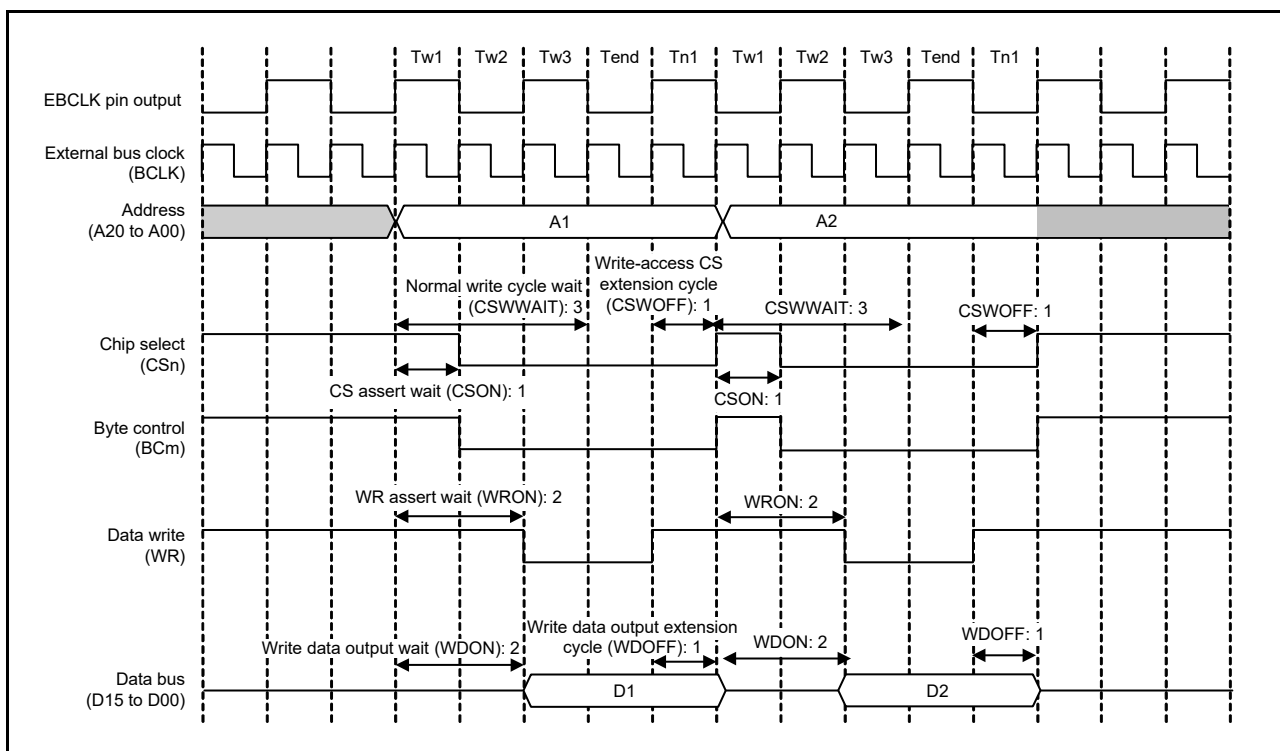 Tw1 Tw2 Tw3 Tend Tn1 Tw1 Tw2 Tw3 Tend Tn1
EBCLK pin output
External bus clock
(BCLK)
Address
(A20 to A00)
A1
A2
Normal write cycle wait
(CSWWAIT): 3
Write-access CS
extension cycle
(CSWOFF): 1
CSWWAIT: 3
CSWOFF: 1
Chip select
(CSn)
CS assert wait (CSON): 1
CSON: 1
Byte control
(BCm)
WR assert wait (WRON): 2
WRON: 2
Data write
(WR)
Write data output wait (WDON): 2
Write data output extension
cycle (WDOFF): 1
WDON: 2
WDOFF: 1
Data bus
(D15 to D00)
D1
D2